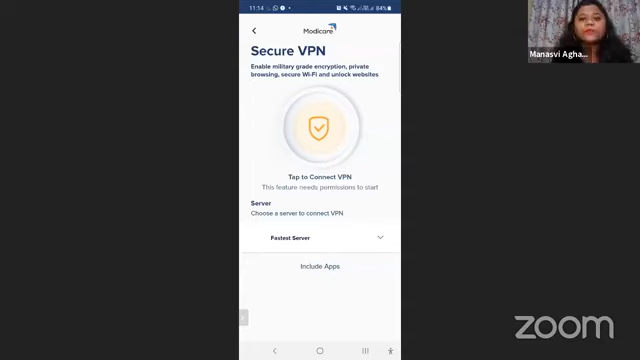 11:14
84%
Modicare
Secure VPN
Enable military grade encryption, private
browsing, secure Wi-Fi and unlock websites
Tap to Connect VPN
This feature needs permissions to start
Server
Choose a server to connect VPN
Fastest Server
Include Apps
Manasvi Agha...
zoom